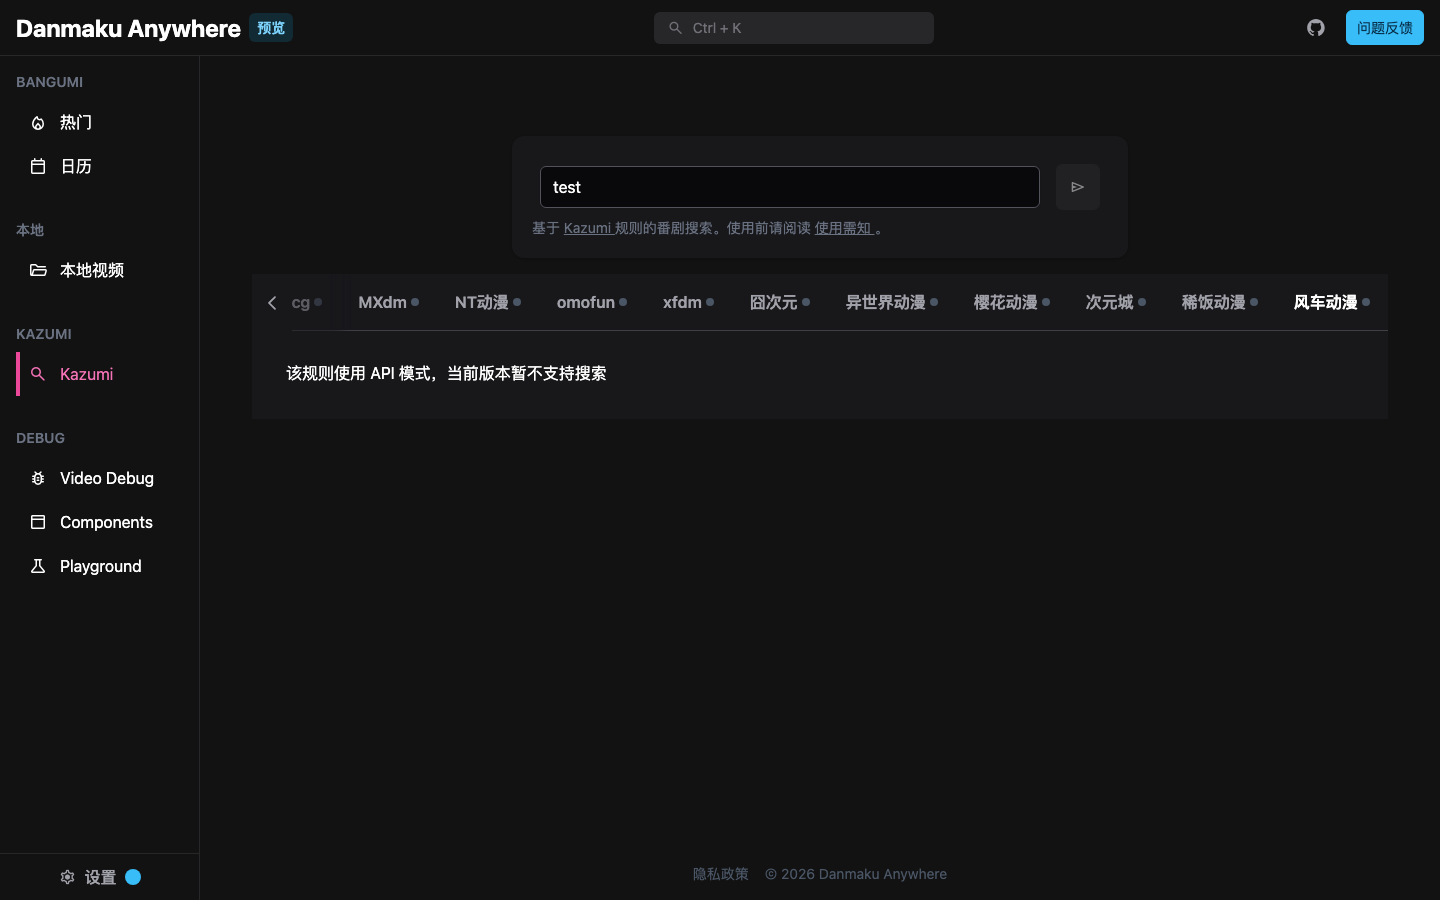 Danmaku Anywhere 预览
Ctrl + K
问题反馈
BANGUMI
热门
日历
本地
本地视频
KAZUMI
Kazumi
DEBUG
Video Debug
Components
Playground
设置
test
基于 Kazumi 规则的番剧搜索。使用前请阅读 使用需知 。
cg MXdm NT动漫 omofun xfdm 囧次元 异世界动漫 樱花动漫 次元城 稀饭动漫 风车动漫
该规则使用 API 模式，当前版本暂不支持搜索
隐私政策 © 2026 Danmaku Anywhere